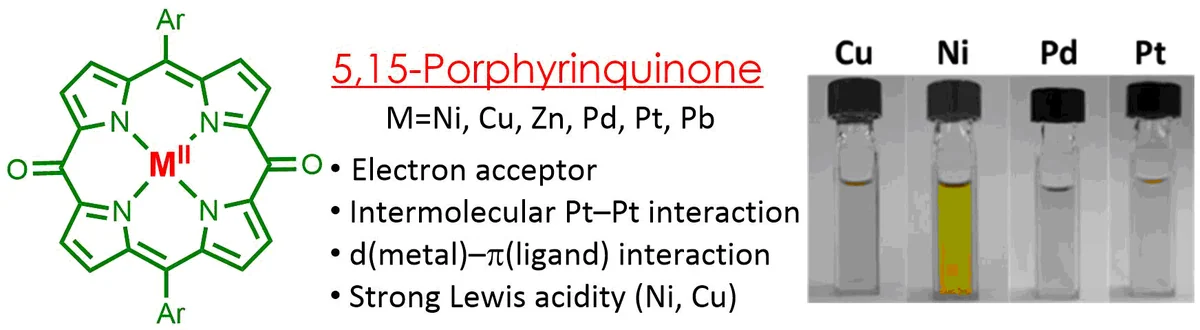 Ar
N
N
O
M^II
O
N
N
Ar
5,15-Porphyrinquinone
M=Ni, Cu, Zn, Pd, Pt, Pb
• Electron acceptor
• Intermolecular Pt–Pt interaction
• d(metal)–π(ligand) interaction
• Strong Lewis acidity (Ni, Cu)
Cu Ni Pd Pt